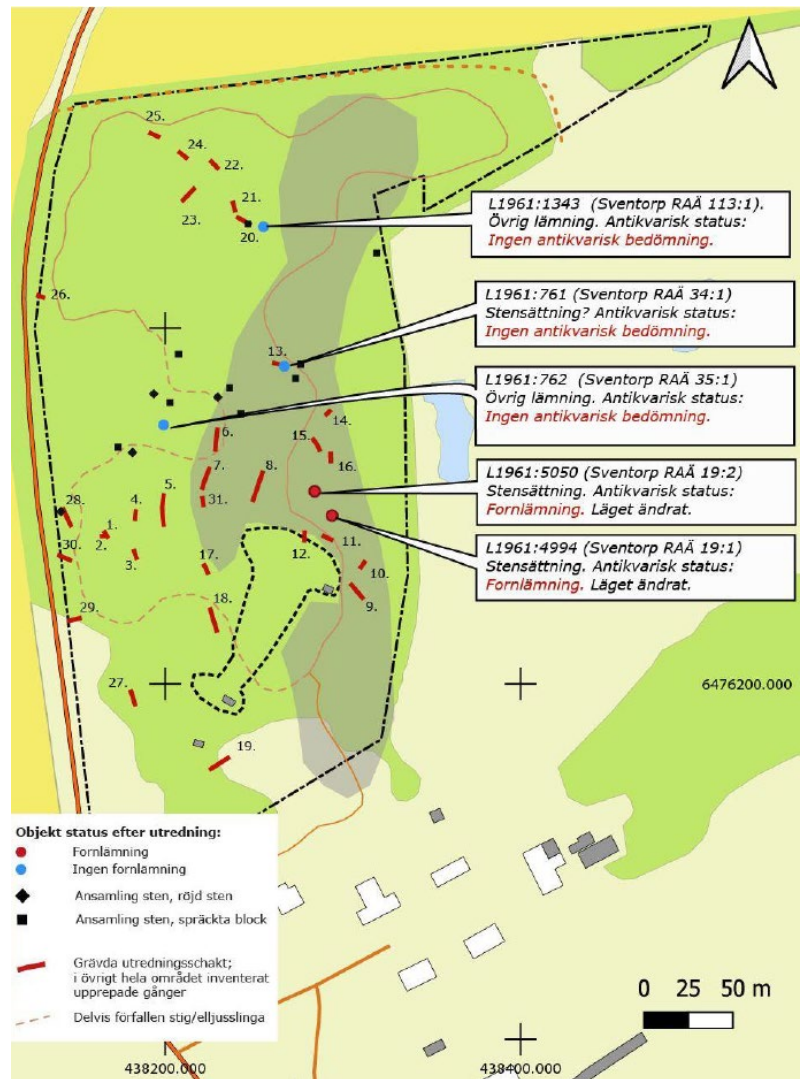 25.
24.
22.
23.
21.
20.
L1961:1343 (Sventorp RAÄ 113:1).
Övrig lämning. Antikvarisk status:
Ingen antikvarisk bedömning.
26.
13.
L1961:761 (Sventorp RAÄ 34:1)
Stensättning? Antikvarisk status:
Ingen antikvarisk bedömning.
L1961:762 (Sventorp RAÄ 35:1)
Övrig lämning. Antikvarisk status:
Ingen antikvarisk bedömning.
14.
15.
6.
16.
7.
8.
L1961:5050 (Sventorp RAÄ 19:2)
Stensättning. Antikvarisk status:
Fornlämning. Läget ändrat.
5.
28.
4.
31.
1.
2.
L1961:4994 (Sventorp RAÄ 19:1)
Stensättning. Antikvarisk status:
Fornlämning. Läget ändrat.
30.
3.
17.
12.
11.
10.
9.
29.
18.
27.
6476200.000
19.
Objekt status efter utredning:
Fornlämning
Ingen fornlämning
Ansamling sten, röjd sten
Ansamling sten, spräckta block
Grävda utredningsschakt;
i övrigt hela området inventerat
upprepade gånger
Delvis förfallen stig/elljusslinga
0 25 50 m
438200.000
438400.000